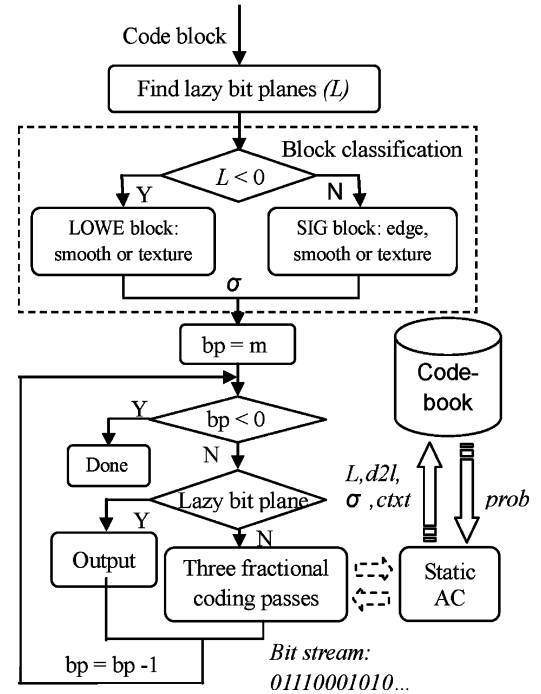 Code block
Find lazy bit planes (L)
Block classification
L < 0
Y
N
LOWE block:
smooth or texture
SIG block: edge,
smooth or texture
σ
bp = m
Code-
book
Y
bp < 0
N
Done
L,d2l,
σ ,ctxt
prob
Lazy bit plane
Y
N
Output
Three fractional
coding passes
Static
AC
bp = bp -1
Bit stream:
01110001010...